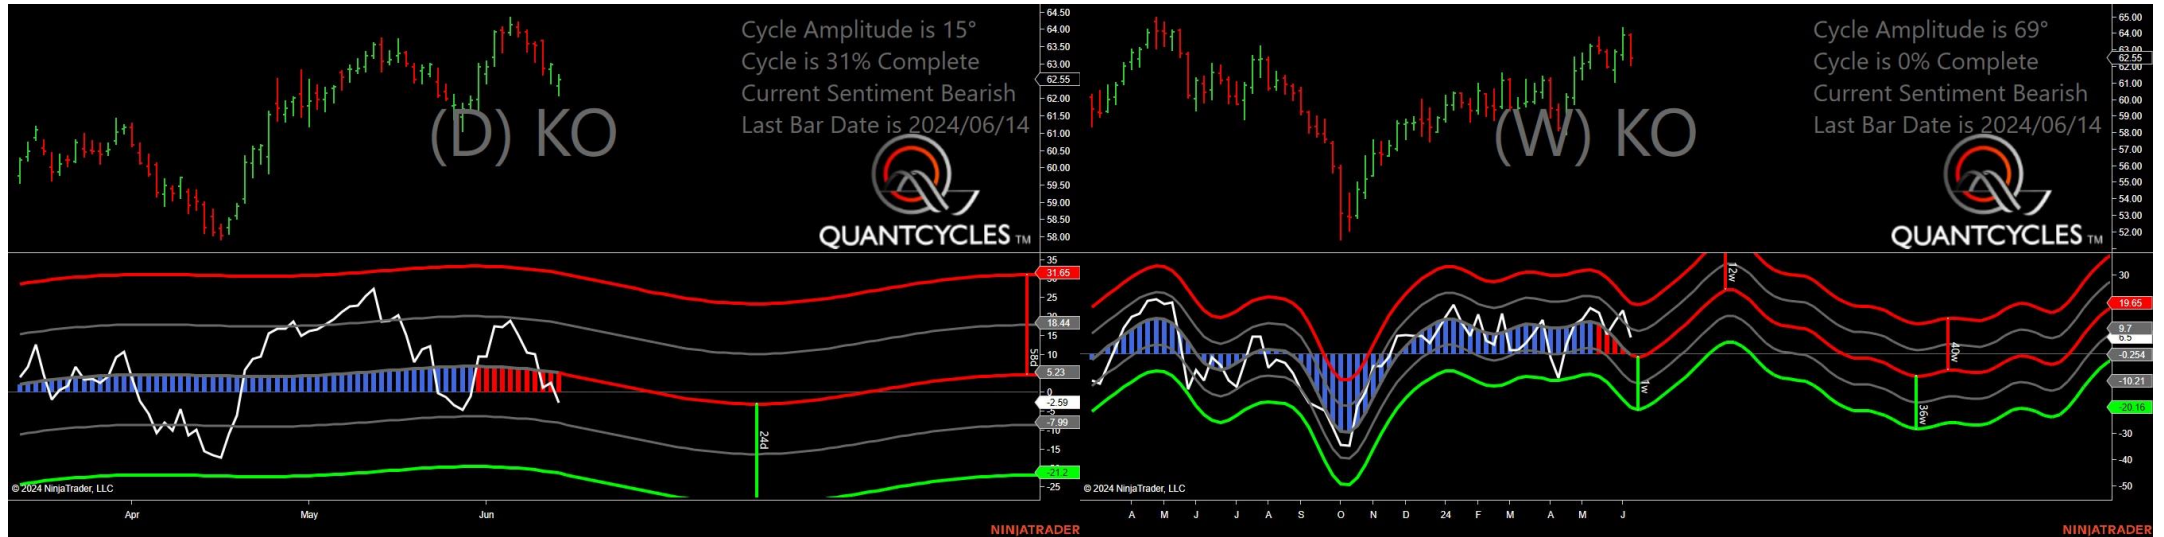 Cycle Amplitude is 15°
Cycle is 31% Complete
Current Sentiment Bearish
Last Bar Date is 2024/06/14
(D) KO
QUANTCYCLES TM
64.50
64.00
63.50
63.00
62.55
62.00
61.50
61.00
60.50
60.00
59.50
59.00
58.50
58.00
35
31.65
25
20
18.44
15
10
5.23
0
-2.59
-7.99
-10
-15
-21.2
-25
58d
24d
© 2024 NinjaTrader, LLC
Apr May Jun
NINJATRADER
Cycle Amplitude is 69°
Cycle is 0% Complete
Current Sentiment Bearish
Last Bar Date is 2024/06/14
(W) KO
QUANTCYCLES TM
65.00
64.00
63.00
62.55
62.00
61.00
60.00
59.00
58.00
57.00
56.00
55.00
54.00
53.00
52.00
30
19.65
9.7
6.5
-0.254
-10.21
-20.16
-30
-40
-50
12w
1w
40w
36w
© 2024 NinjaTrader, LLC
A M J J A S O N D 24 F M A M J
NINJATRADER